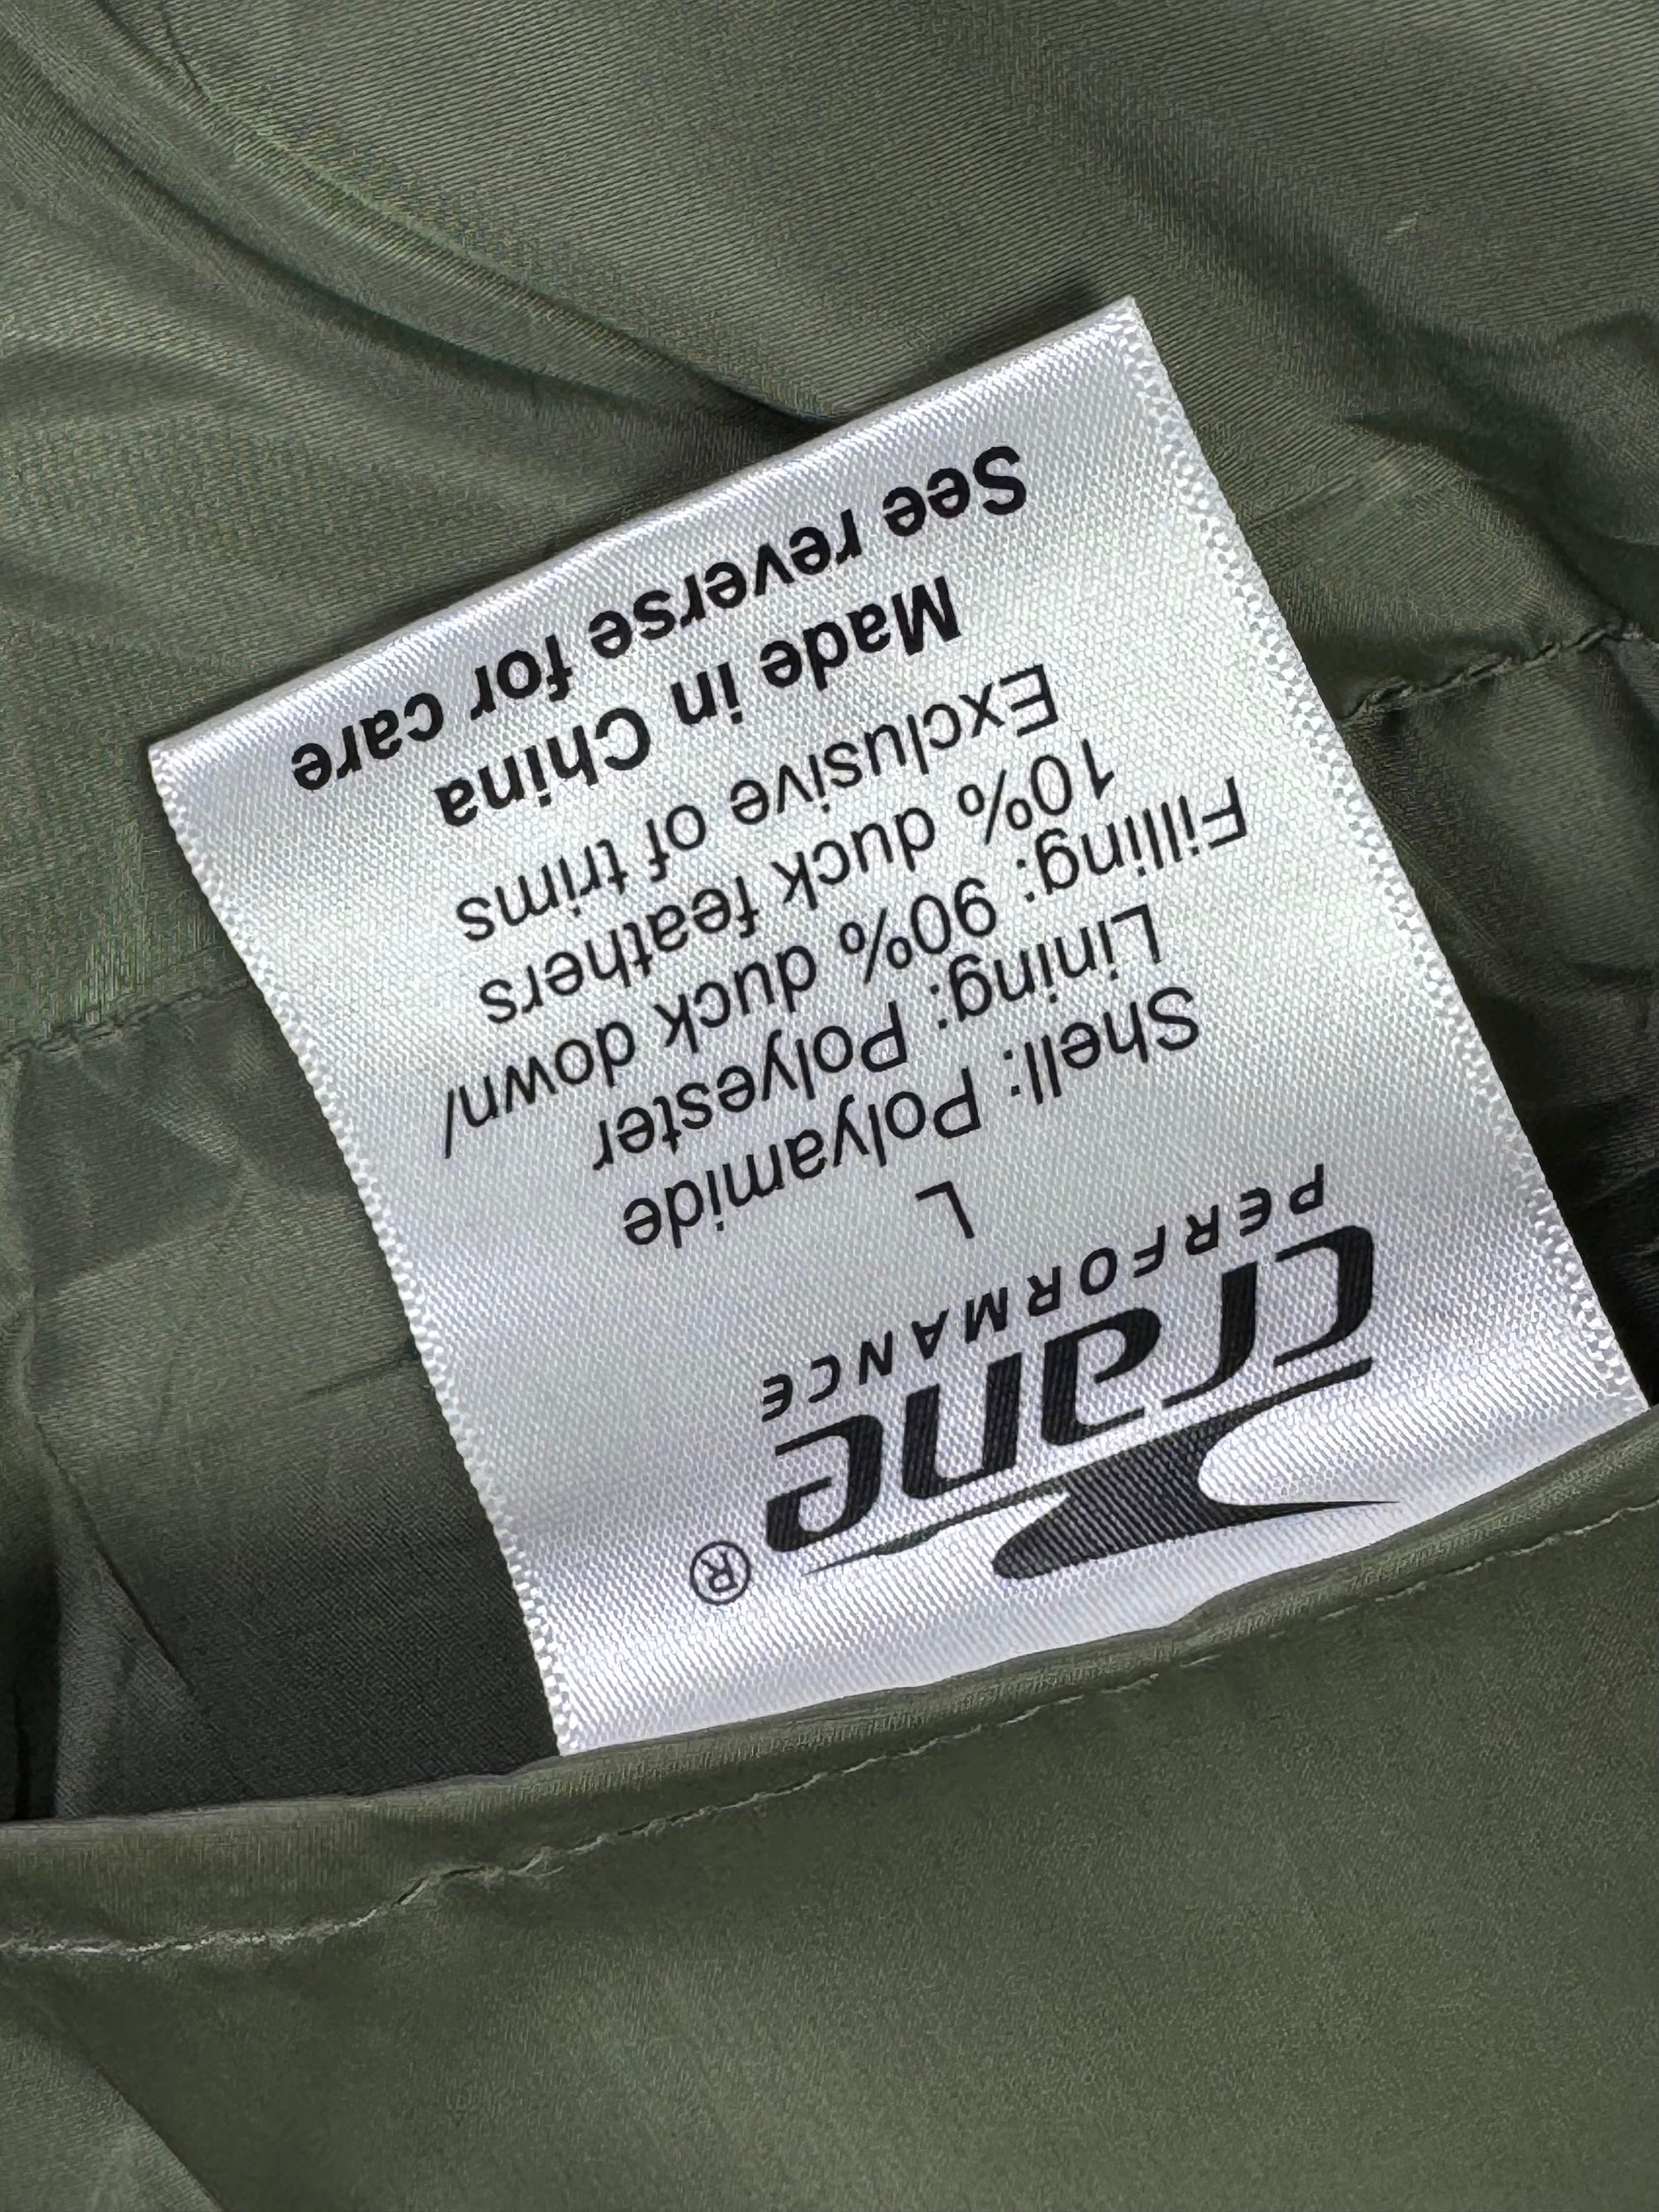 crane®
PERFORMANCE
L
Shell: Polyamide
Lining: Polyester
Filling: 90% duck down/
10% duck feathers
Exclusive of trims
Made in China
See reverse for care